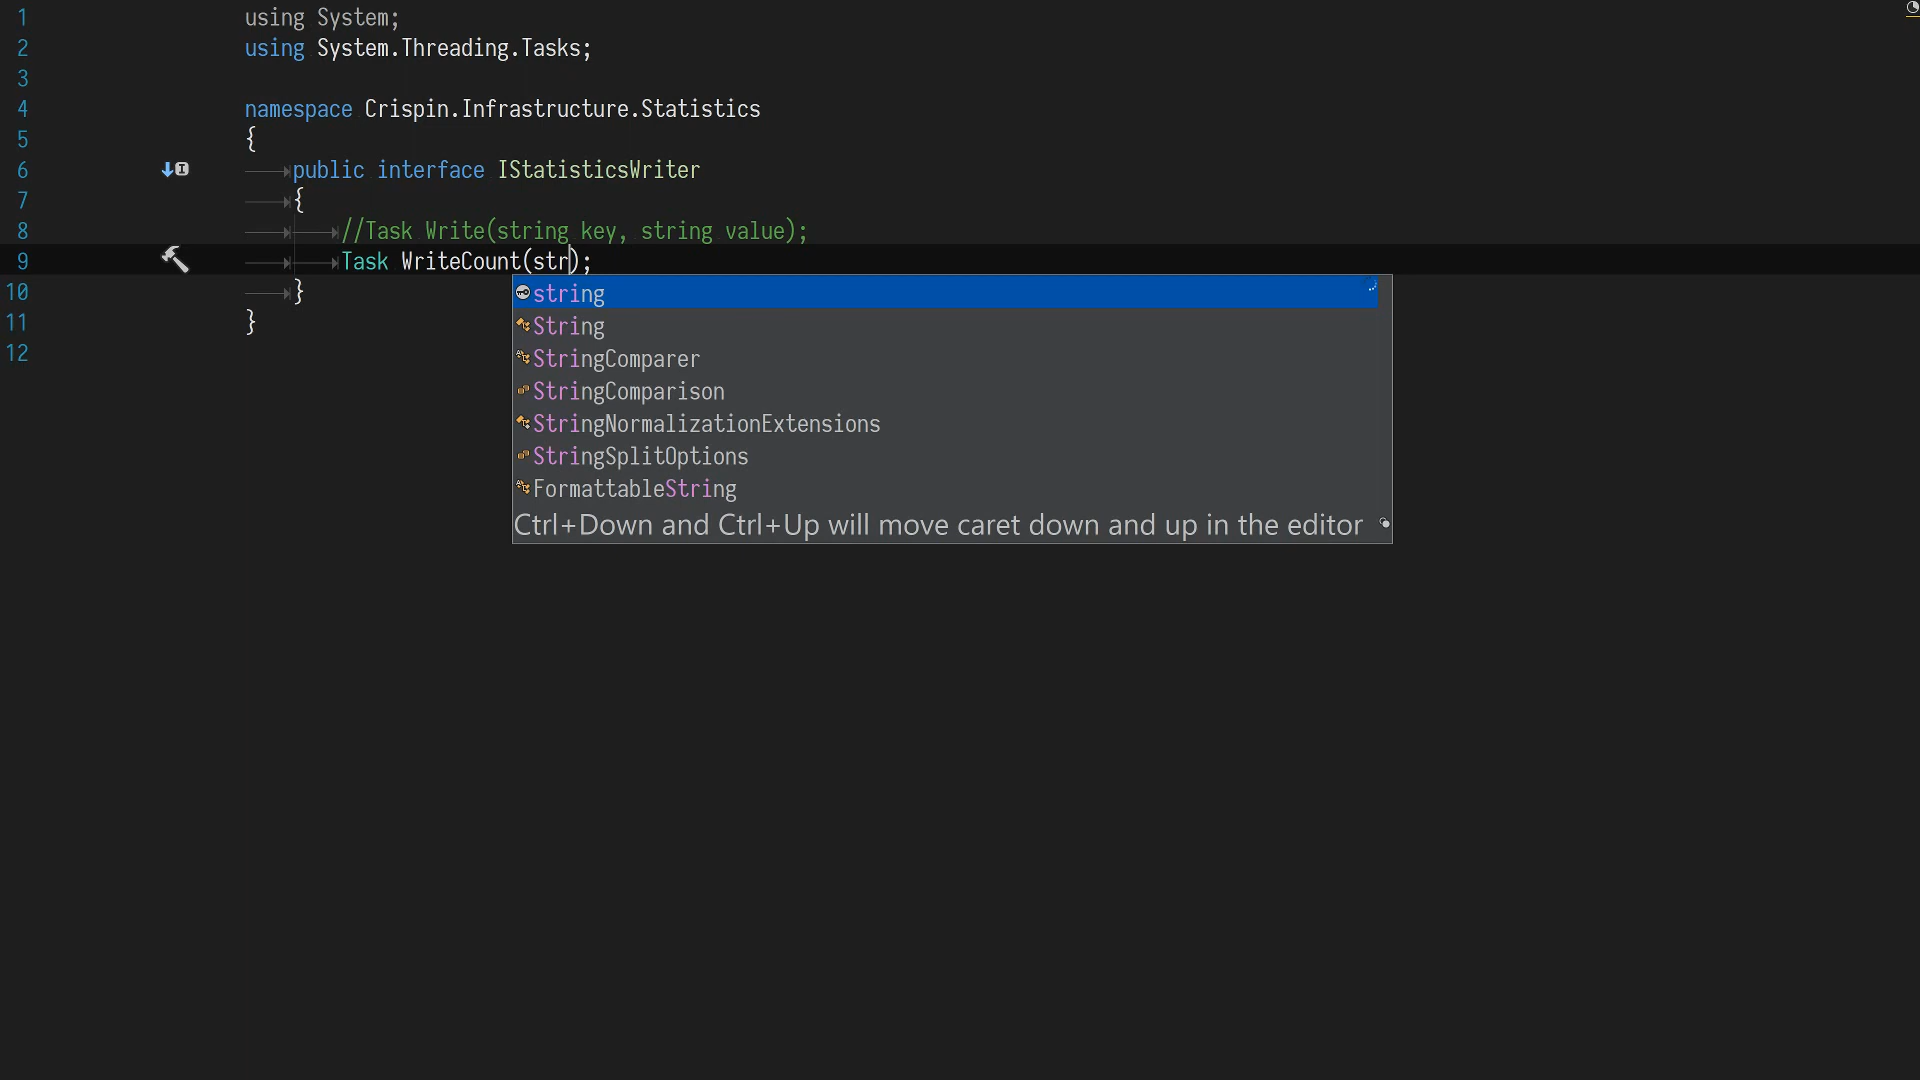 1 using System;
2 using System.Threading.Tasks;
3
4 namespace Crispin.Infrastructure.Statistics
5 {
6 public interface IStatisticsWriter
7 {
8 //Task Write(string key, string value);
9 Task WriteCount(str);
10 }
11 }
12
string
String
StringComparer
StringComparison
StringNormalizationExtensions
StringSplitOptions
FormattableString
Ctrl+Down and Ctrl+Up will move caret down and up in the editor